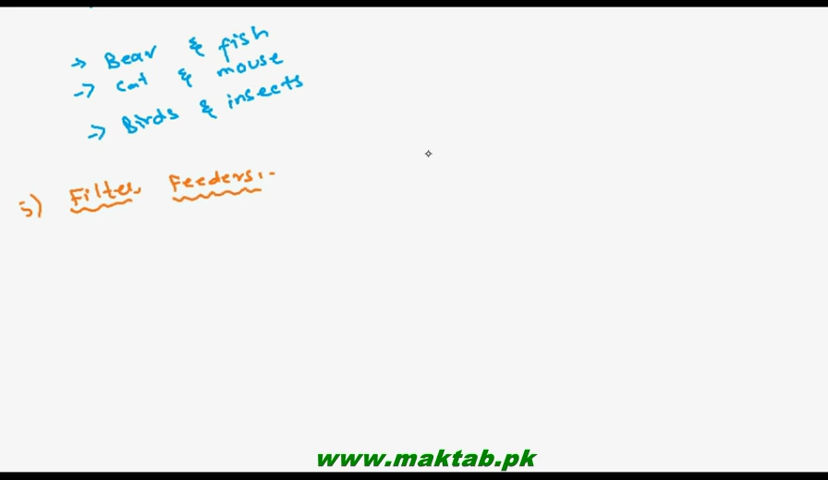 → Bear & fish
→ Cat & mouse
→ Birds & insects
5) Filter Feeders:-
www.maktab.pk